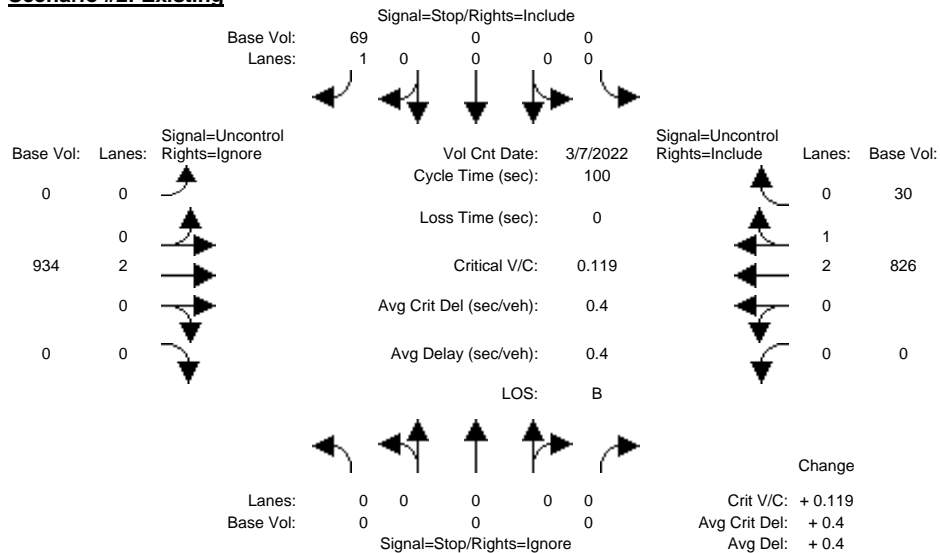 Scenario #2: Existing
Signal=Stop/Rights=Include
Base Vol: 69 0 0
Lanes: 1 0 0 0 0
Signal=Uncontrol
Base Vol: Lanes: Rights=Ignore
Vol Cnt Date: 3/7/2022
Signal=Uncontrol
Rights=Include Lanes: Base Vol:
Cycle Time (sec): 100
0 0
0 30
Loss Time (sec): 0
0
1
934 2
Critical V/C: 0.119
2 826
0
Avg Crit Del (sec/veh): 0.4
0
0 0
Avg Delay (sec/veh): 0.4
0 0
LOS: B
Lanes: 0 0 0 0 0
Base Vol: 0 0 0
Signal=Stop/Rights=Ignore
Change
Crit V/C: + 0.119
Avg Crit Del: + 0.4
Avg Del: + 0.4